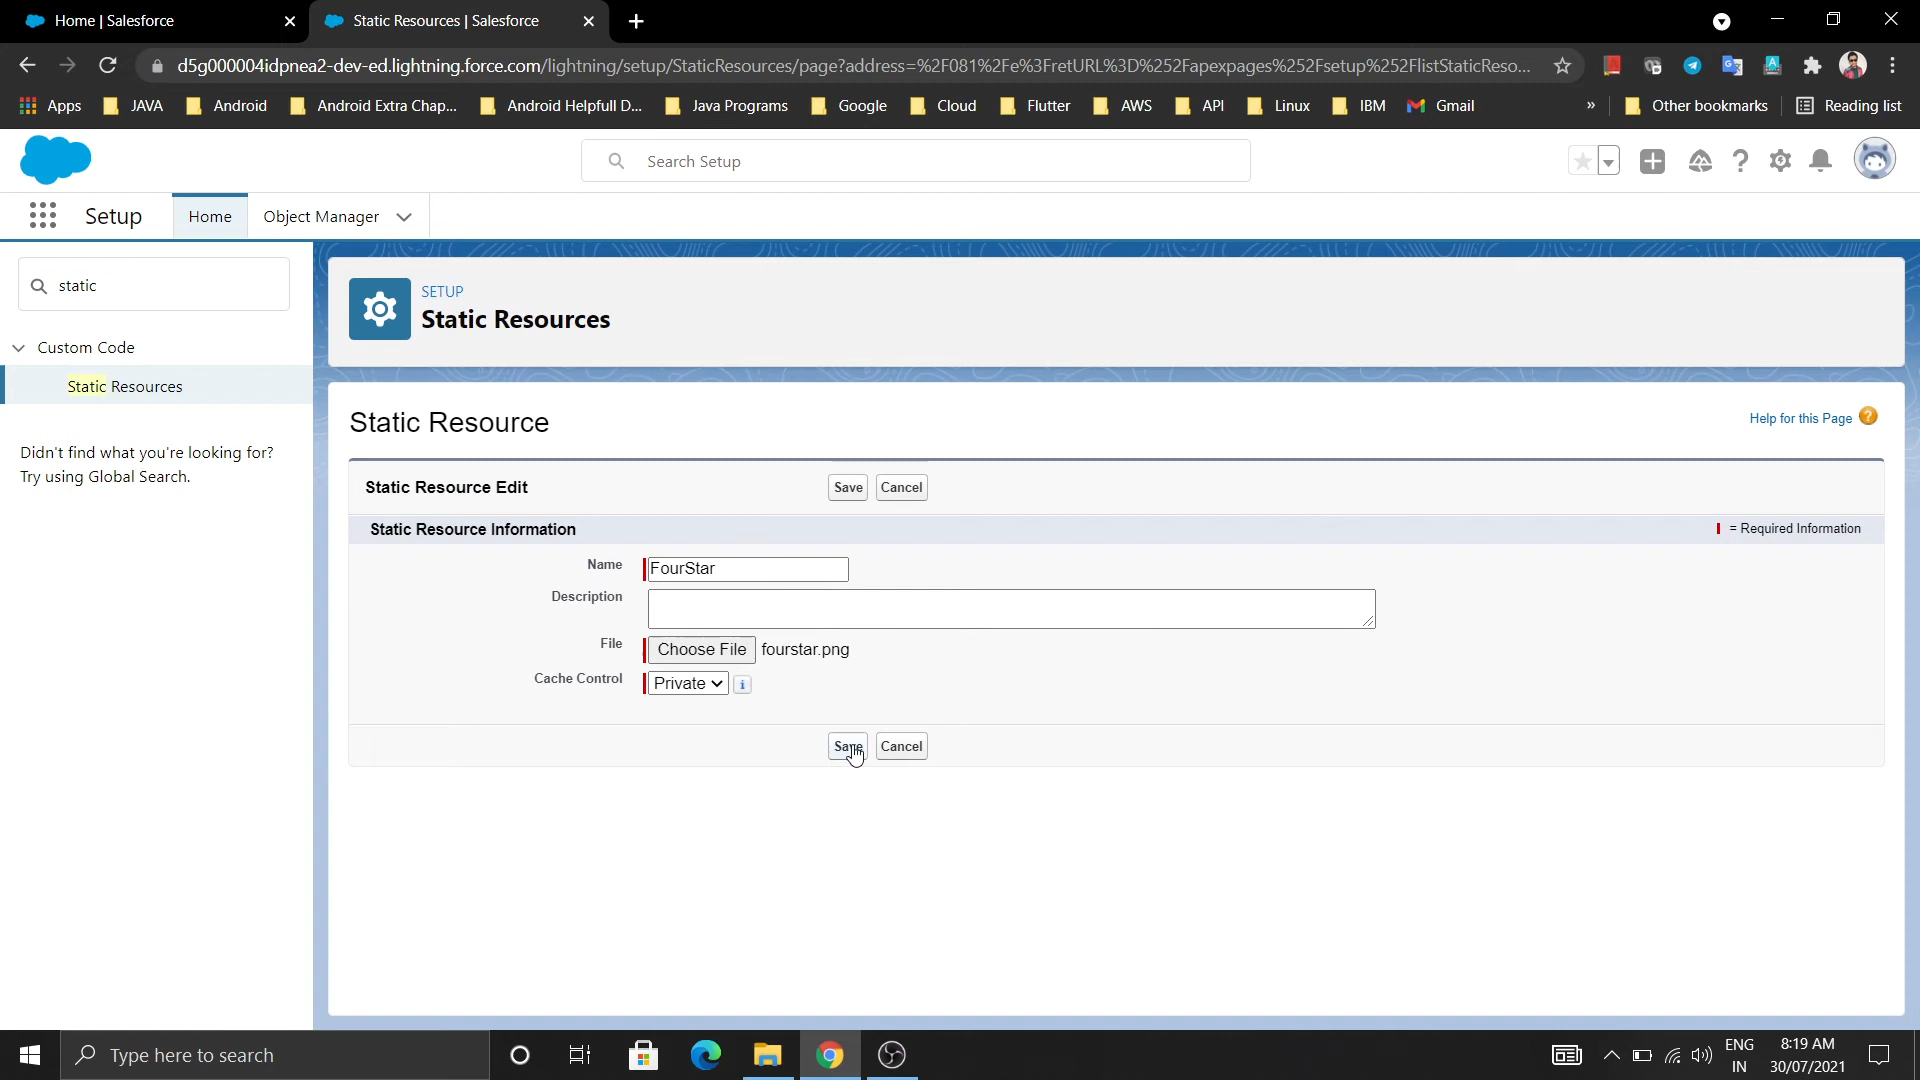 Home | Salesforce
Static Resources | Salesforce
d5g000004idpnea2-dev-ed.lightning.force.com/lightning/setup/StaticResources/page?address=%2F081%2Fe%3FretURL%3D%252Fapexpages%252Fsetup%252FlistStaticReso...
Apps
JAVA
Android
Android Extra Chap...
Android Helpfull D...
Java Programs
Google
Cloud
Flutter
AWS
API
Linux
IBM
Gmail
»
Other bookmarks
Reading list
Search Setup
Setup
Home
Object Manager
static
Custom Code
Static Resources
Didn't find what you're looking for?
Try using Global Search.
SETUP
Static Resources
Static Resource
Help for this Page
Static Resource Edit
Save
Cancel
Static Resource Information
= Required Information
Name
FourStar
Description
File
Choose File
fourstar.png
Cache Control
Private
Save
Cancel
Type here to search
ENG
IN
8:19 AM
30/07/2021